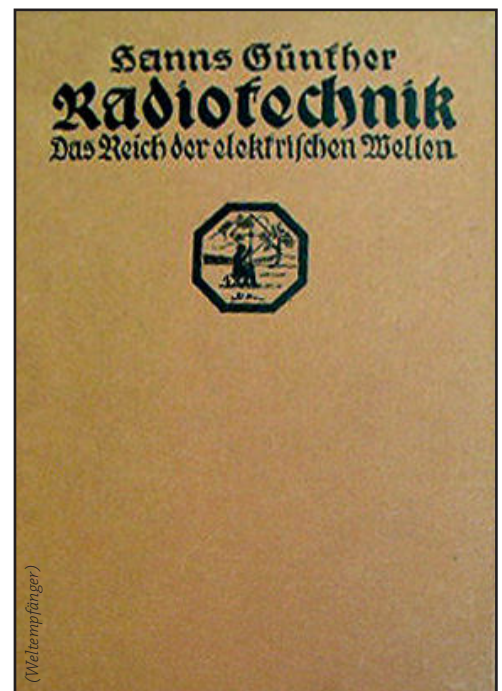 Hanns Günther
Radiotechnik
Das Reich der elektrischen Wellen
(Weltempfänger)